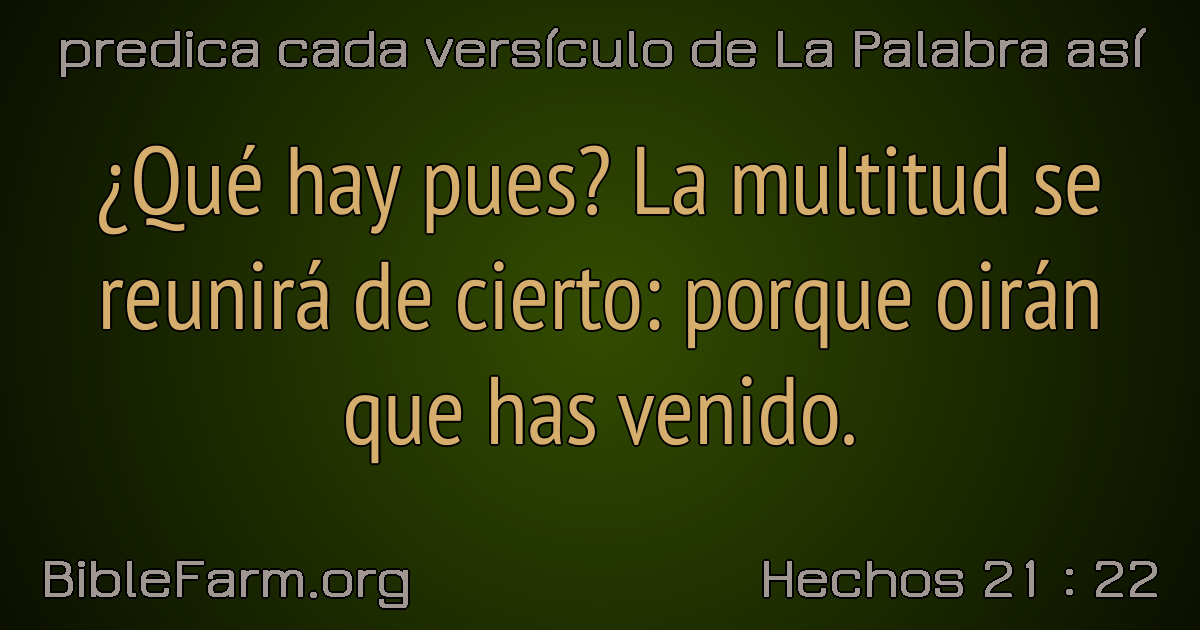 predica cada versículo de La Palabra así
¿Qué hay pues? La multitud se
reunirá de cierto: porque oirán
que has venido.
BibleFarm.org
Hechos 21 : 22